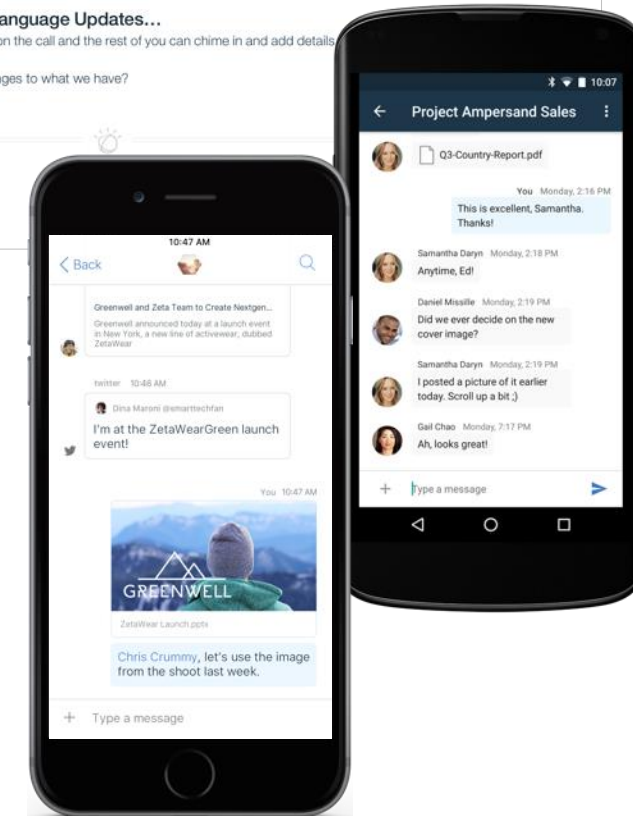 anguage Updates…
on the call and the rest of you can chime in and add details
nges to what we have?
10:07
Project Ampersand Sales
Q3-Country-Report.pdf
You Monday, 2:16 PM
This is excellent, Samantha.
Thanks!
Samantha Daryn Monday, 2:18 PM
Anytime, Ed!
Daniel Missille Monday, 2:19 PM
Did we ever decide on the new
cover image?
Samantha Daryn Monday, 2:19 PM
I posted a picture of it earlier
today. Scroll up a bit ;)
Gail Chao Monday, 7:17 PM
Ah, looks great!
Type a message
10:47 AM
Back
Greenwell and Zeta Team to Create Nextgen...
Greenwell announced today at a launch event
in New York, a new line of activewear, dubbed
ZetaWear
twitter 10:46 AM
Dina Maroni @smarttechfan
I'm at the ZetaWearGreen launch
event!
You 10:47 AM
GREENWELL
ZetaWear Launch.pptx
Chris Crummy, let's use the image
from the shoot last week.
Type a message